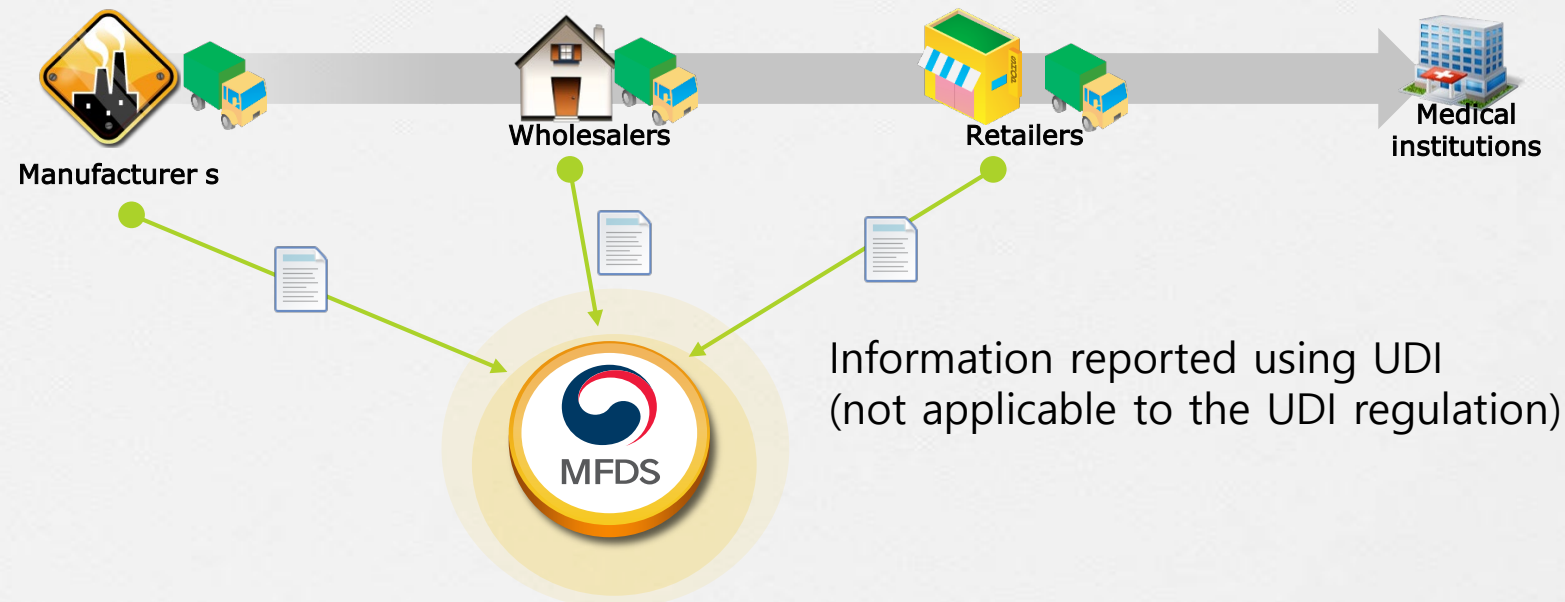 Wholesalers
Retailers
Medical
institutions
Manufacturer s
Information reported using UDI
(not applicable to the UDI regulation)
MFDS